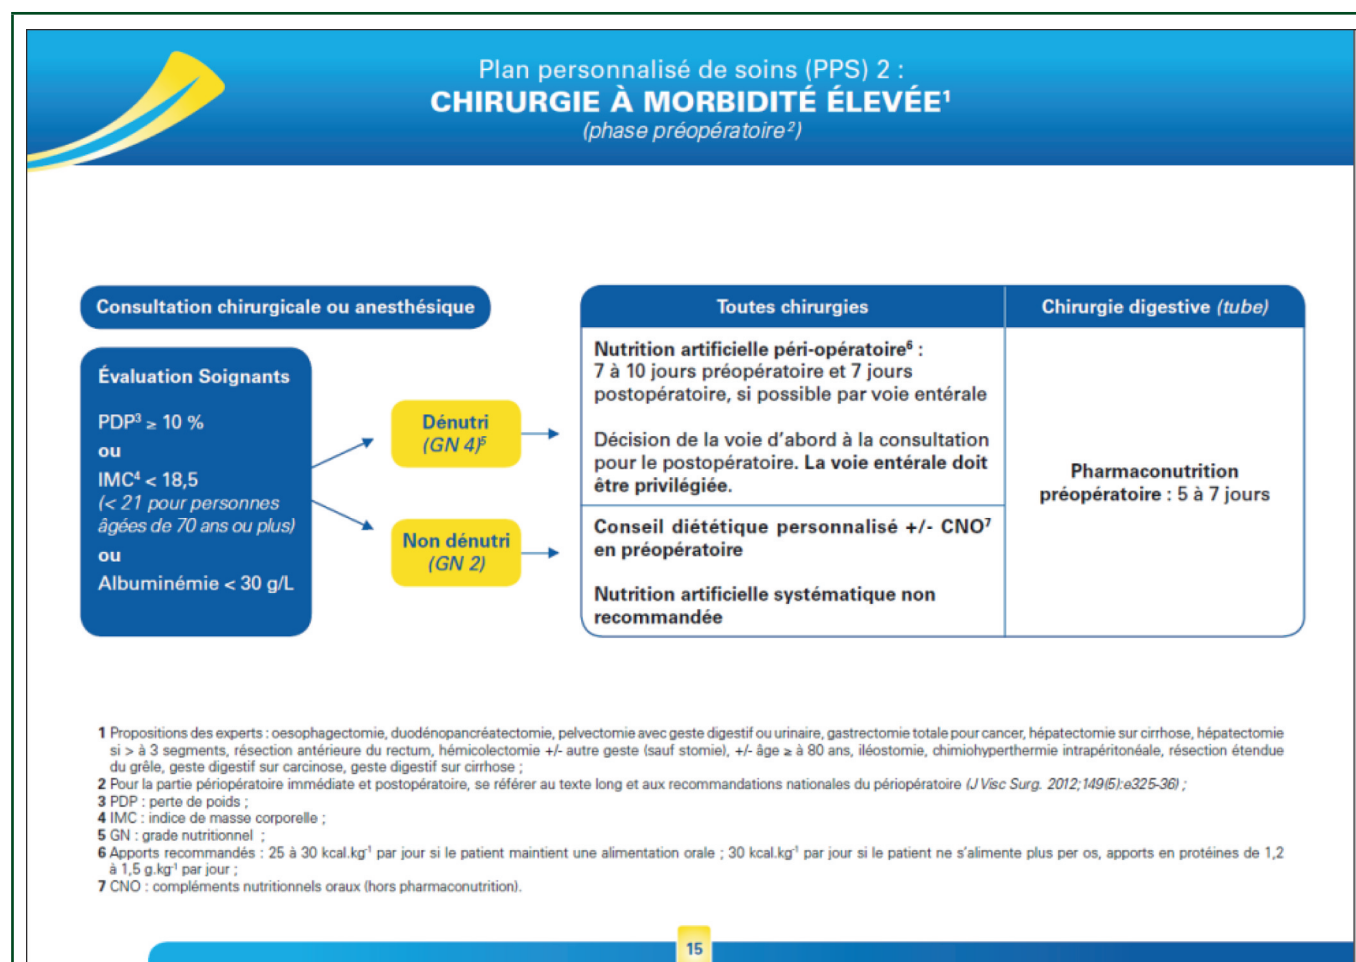 Plan personnalisé de soins (PPS) 2 :
CHIRURGIE À MORBIDITÉ ÉLEVÉE¹
(phase préopératoire²)
Consultation chirurgicale ou anesthésique
Évaluation Soignants
PDP³ ≥ 10 %
ou
IMC⁴ < 18,5
(< 21 pour personnes
âgées de 70 ans ou plus)
ou
Albuminémie < 30 g/L
Dénutri
(GN 4)⁵
Non dénutri
(GN 2)
Toutes chirurgies
Nutrition artificielle péri-opératoire⁶ :
7 à 10 jours préopératoire et 7 jours
postopératoire, si possible par voie entérale
Décision de la voie d'abord à la consultation
pour le postopératoire. La voie entérale doit
être privilégiée.
Conseil diététique personnalisé +/- CNO⁷
en préopératoire
Nutrition artificielle systématique non
recommandée
Chirurgie digestive (tube)
Pharmaconutrition
préopératoire : 5 à 7 jours
1 Propositions des experts : oesophagectomie, duodénopancréatectomie, pelvectomie avec geste digestif ou urinaire, gastrectomie totale pour cancer, hépatectomie sur cirrhose, hépatectomie
si > à 3 segments, résection antérieure du rectum, hémicolectomie +/- autre geste (sauf stomie), +/- âge ≥ à 80 ans, iléostomie, chimiohyperthermie intrapéritonéale, résection étendue
du grêle, geste digestif sur carcinose, geste digestif sur cirrhose ;
2 Pour la partie périopératoire immédiate et postopératoire, se référer au texte long et aux recommandations nationales du périopératoire (J Visc Surg. 2012;149(5):e325-36) ;
3 PDP : perte de poids ;
4 IMC : indice de masse corporelle ;
5 GN : grade nutritionnel ;
6 Apports recommandés : 25 à 30 kcal.kg⁻¹ par jour si le patient maintient une alimentation orale ; 30 kcal.kg⁻¹ par jour si le patient ne s'alimente plus per os, apports en protéines de 1,2
à 1,5 g.kg⁻¹ par jour ;
7 CNO : compléments nutritionnels oraux (hors pharmaconutrition).
15